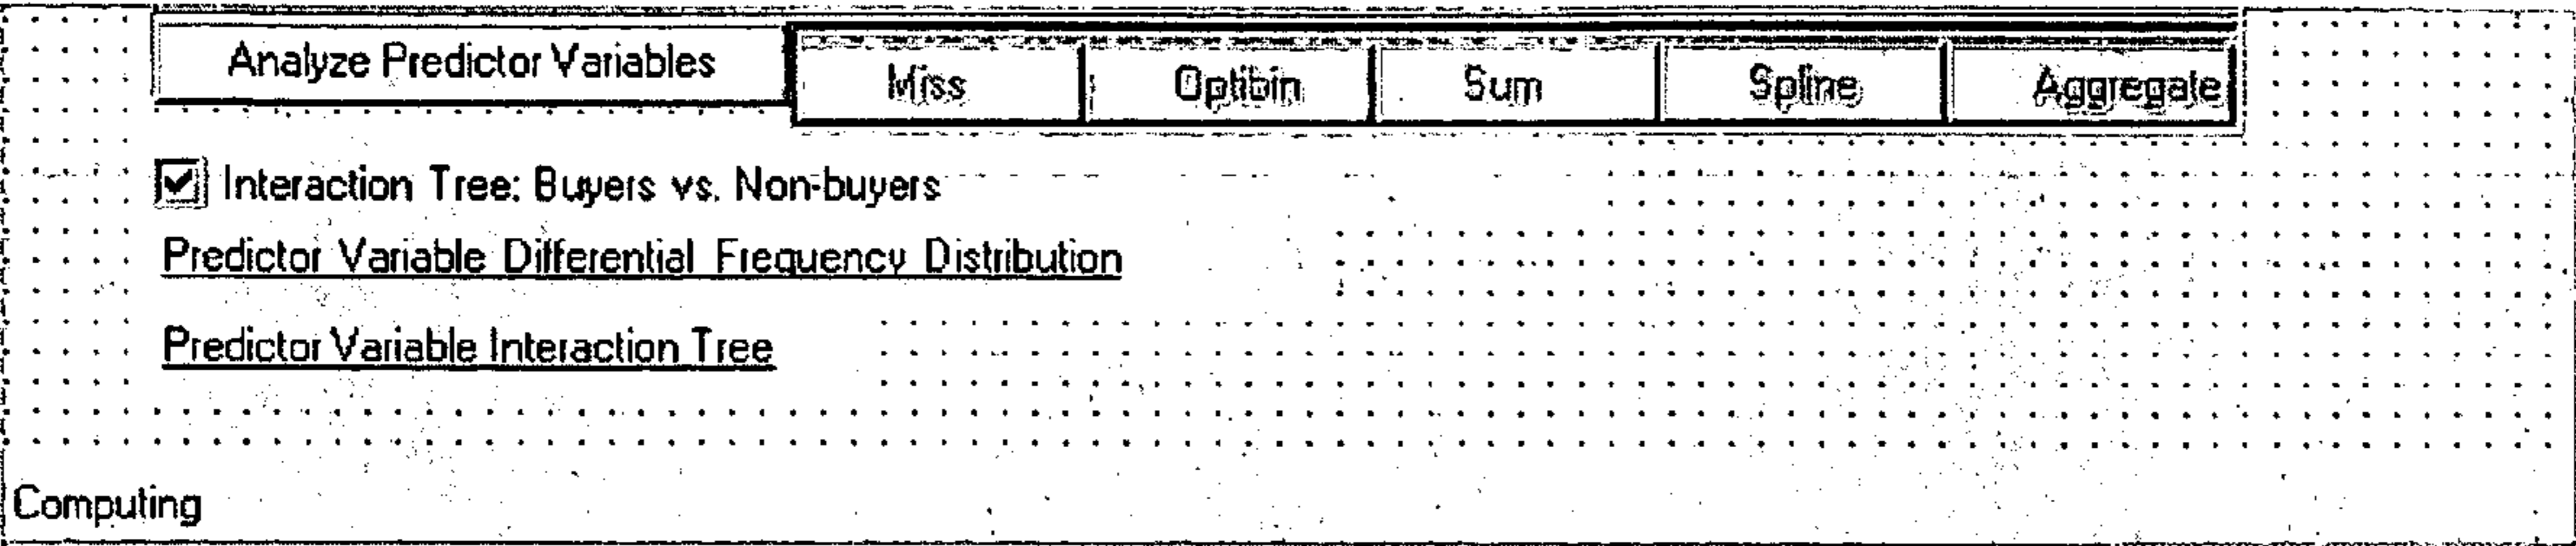 Analyze Predictor Variables Miss Optibin Sum Spline Aggregate
Interaction Tree: Buyers vs. Non-buyers
Predictor Variable Differential Frequency Distribution
Predictor Variable Interaction Tree
Computing